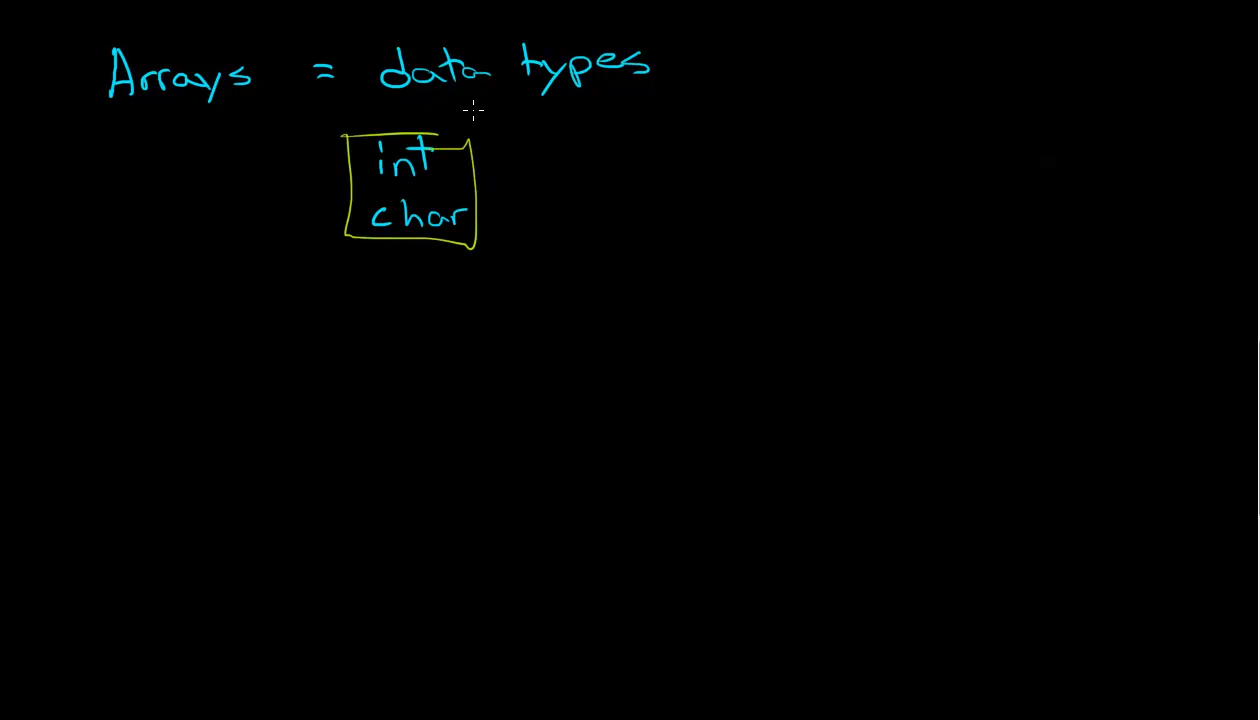 Arrays = data types
int
char